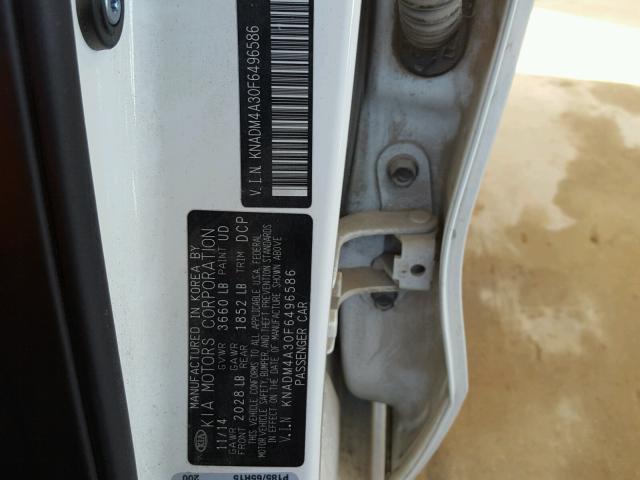 V.I.N. KNADM4A30F6496586
KIA
MANUFACTURED IN KOREA BY
KIA MOTORS CORPORATION
11/14 GVWR 3660 LB PAINT UD
GAWR FRONT 2028 LB GAWR REAR 1852 LB TRIM DCP
THIS VEHICLE CONFORMS TO ALL APPLICABLE U.S.A. FEDERAL
MOTOR VEHICLE SAFETY, BUMPER, AND THEFT PREVENTION STANDARDS
IN EFFECT ON THE DATE OF MANUFACTURE SHOWN ABOVE
V.I.N. KNADM4A30F6496586
PASSENGER CAR
P185/65R15
200